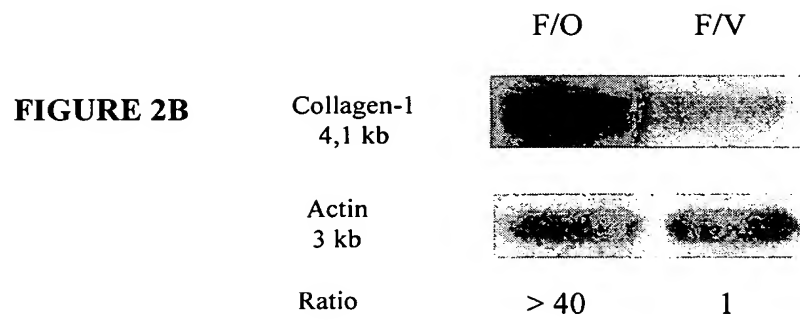 F/O F/V
FIGURE 2B
Collagen-1
4,1 kb
Actin
3 kb
Ratio > 40 1